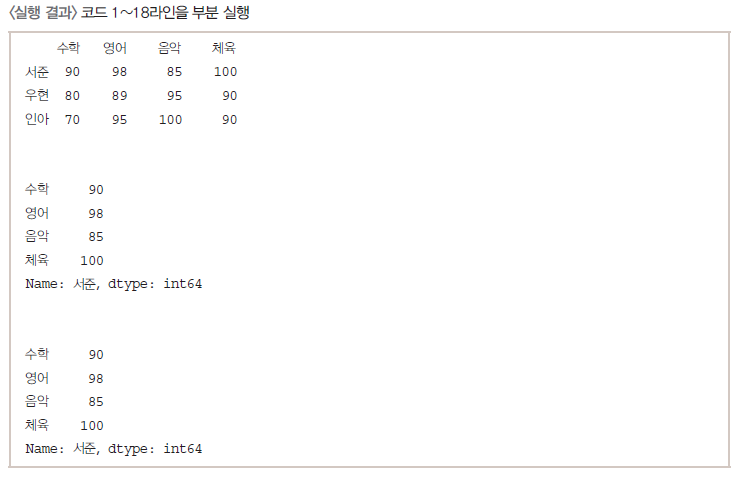 <실행 결과> 코드 1~18라인을 부분 실행
수학 영어 음악 체육
서준 90 98 85 100
우현 80 89 95 90
인아 70 95 100 90
수학 90
영어 98
음악 85
체육 100
Name: 서준, dtype: int64
수학 90
영어 98
음악 85
체육 100
Name: 서준, dtype: int64